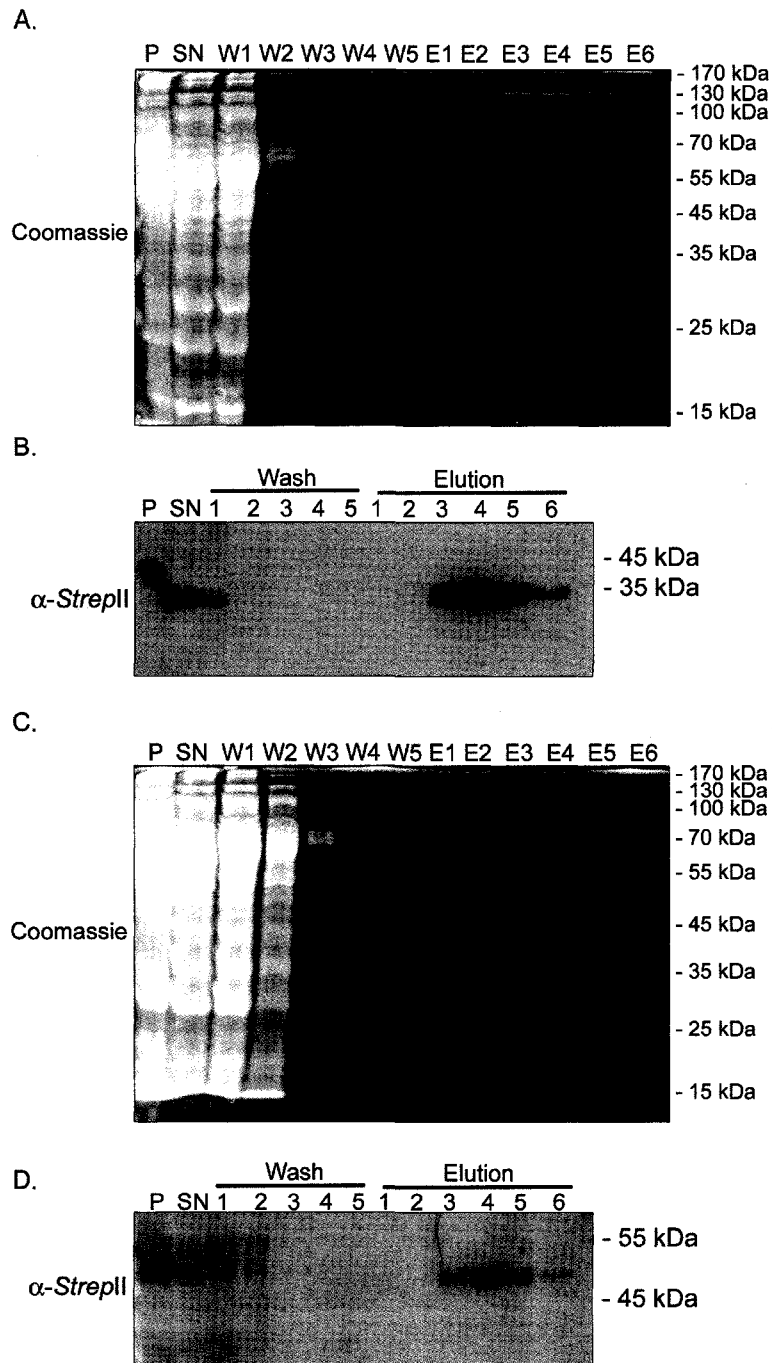 A.
P SN W1 W2 W3 W4 W5 E1 E2 E3 E4 E5 E6
- 170 kDa
- 130 kDa
- 100 kDa
- 70 kDa
- 55 kDa
Coomassie
- 45 kDa
- 35 kDa
- 25 kDa
- 15 kDa
B.
Wash Elution
P SN 1 2 3 4 5 1 2 3 4 5 6
- 45 kDa
- 35 kDa
α-StrepII
C.
P SN W1 W2 W3 W4 W5 E1 E2 E3 E4 E5 E6
- 170 kDa
- 130 kDa
- 100 kDa
- 70 kDa
- 55 kDa
Coomassie
- 45 kDa
- 35 kDa
- 25 kDa
- 15 kDa
D.
Wash Elution
P SN 1 2 3 4 5 1 2 3 4 5 6
- 55 kDa
α-StrepII
- 45 kDa